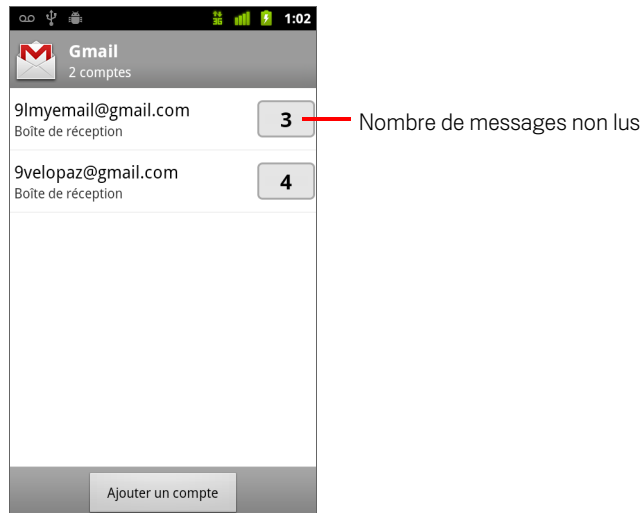 3G 1:02
Gmail
2 comptes
9lmyemail@gmail.com
Boîte de réception
3
Nombre de messages non lus
9velopaz@gmail.com
Boîte de réception
4
Ajouter un compte